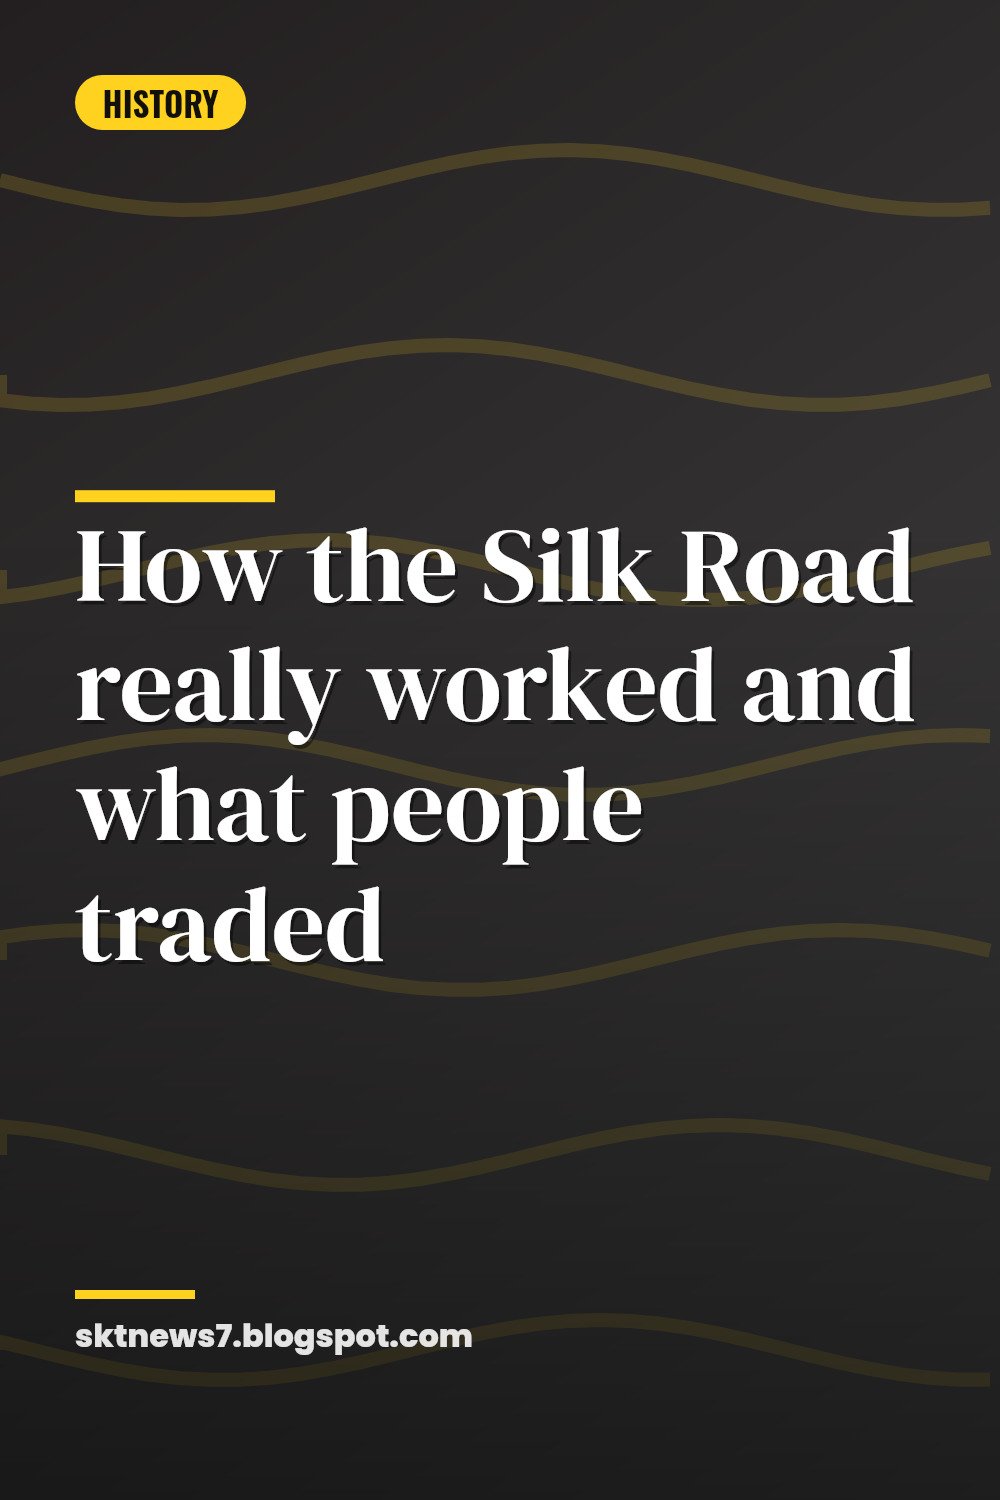 HISTORY
How the Silk Road
really worked and
what people
traded
sktnews7.blogspot.com